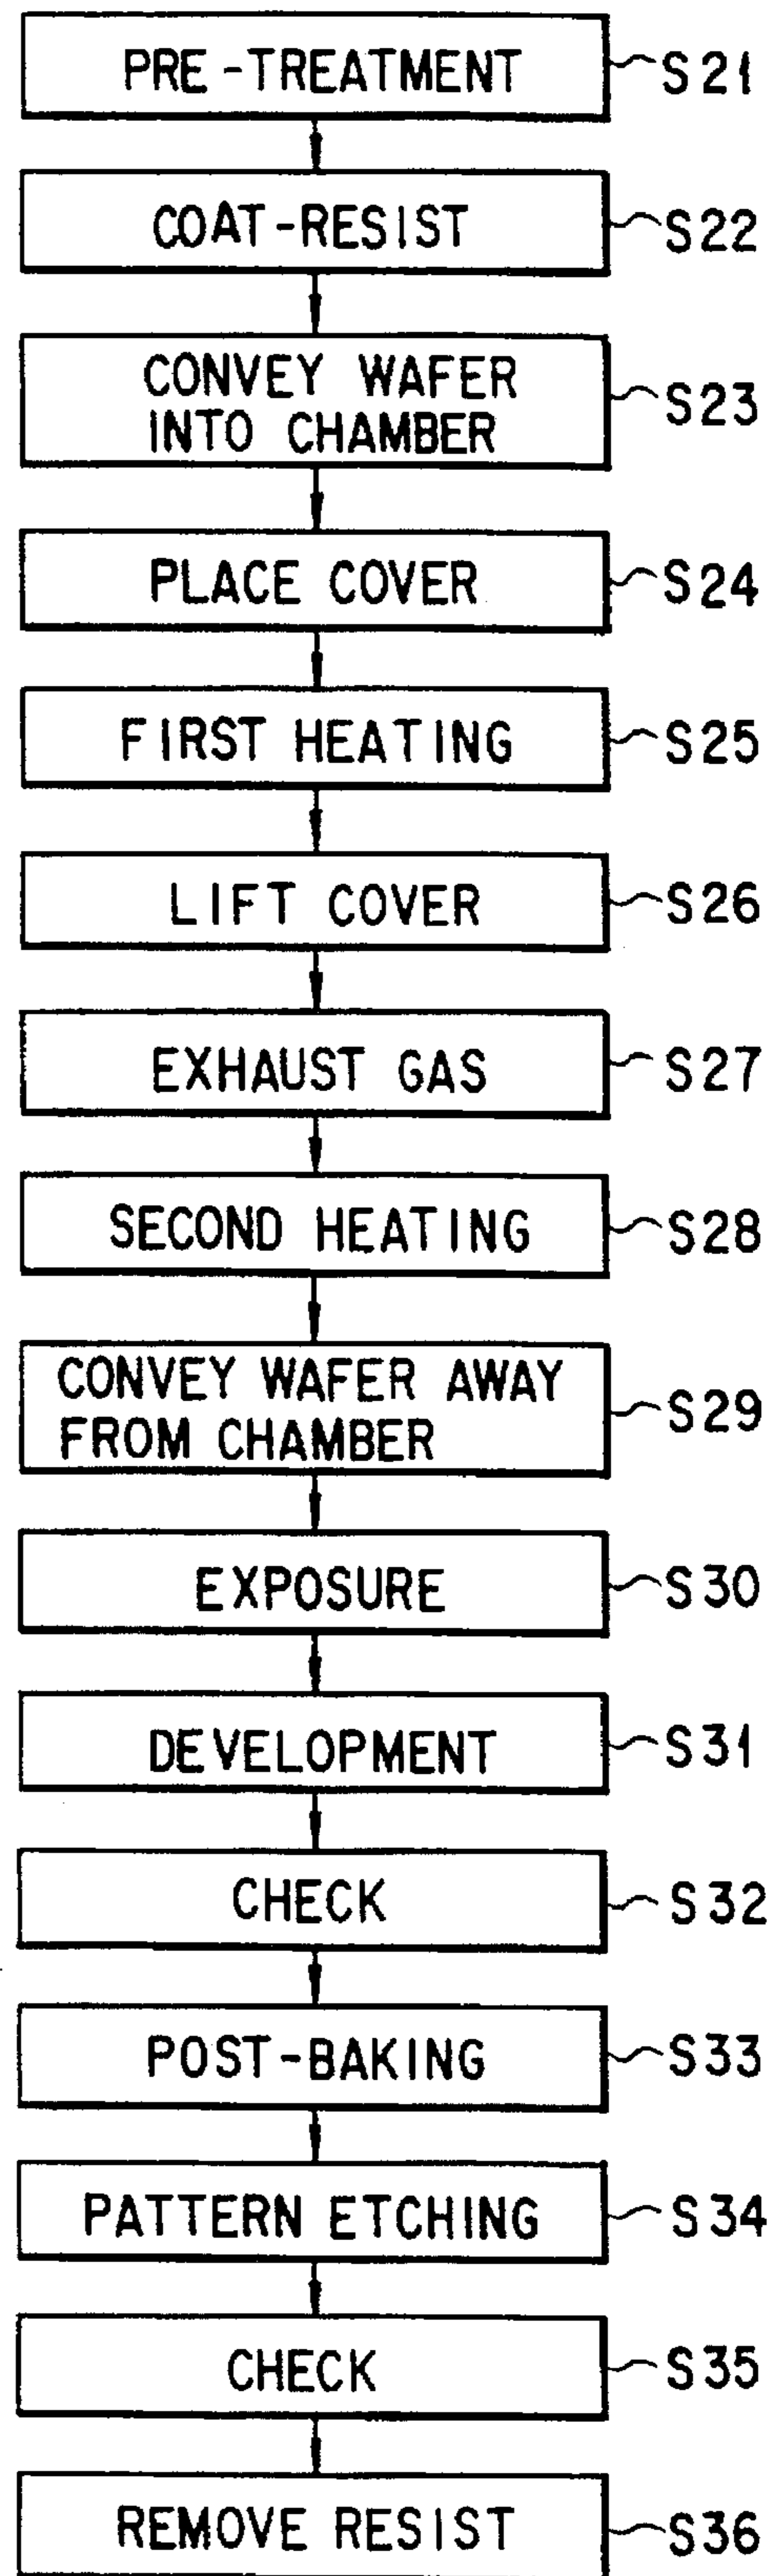 PRE-TREATMENT S21
COAT-RESIST S22
CONVEY WAFER
INTO CHAMBER S23
PLACE COVER S24
FIRST HEATING S25
LIFT COVER S26
EXHAUST GAS S27
SECOND HEATING S28
CONVEY WAFER AWAY
FROM CHAMBER S29
EXPOSURE S30
DEVELOPMENT S31
CHECK S32
POST-BAKING S33
PATTERN ETCHING S34
CHECK S35
REMOVE RESIST S36